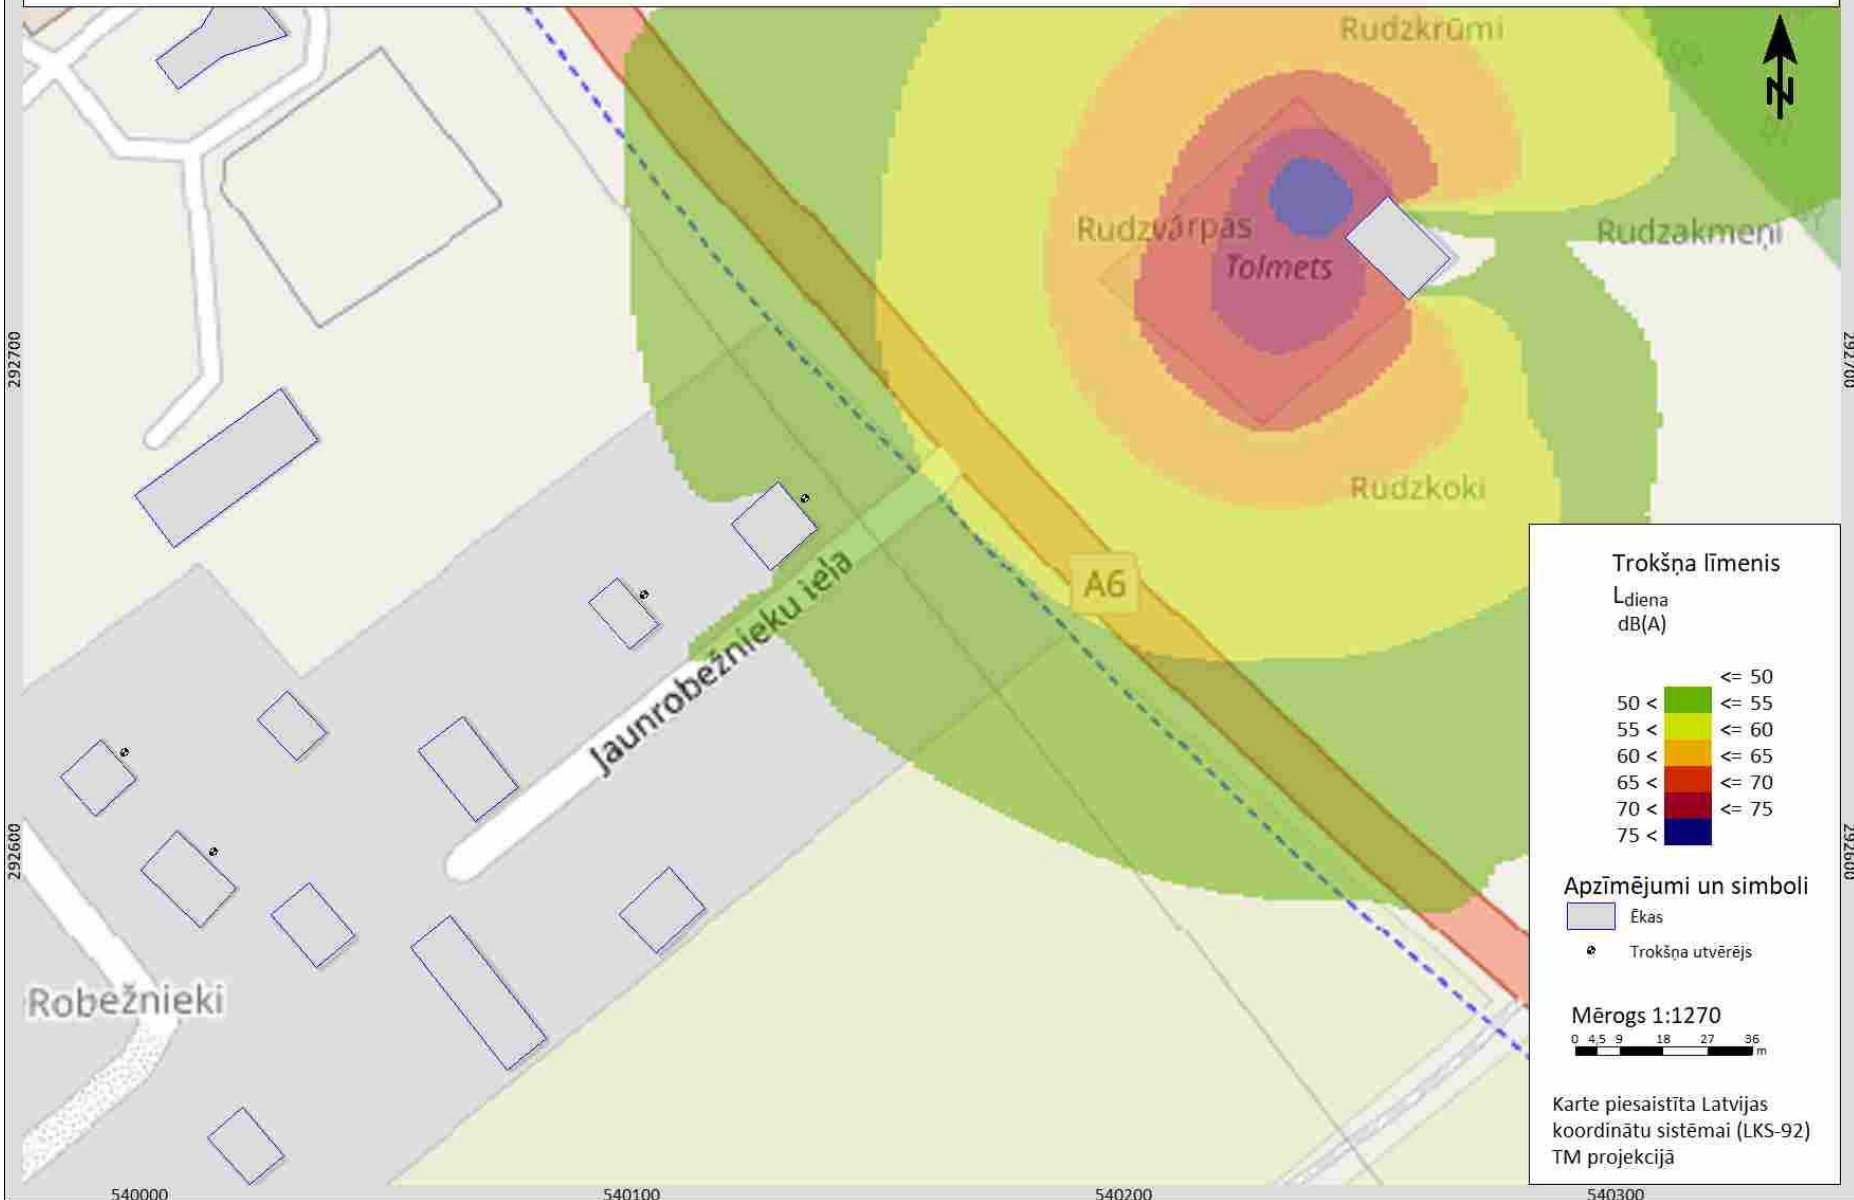 Rudzkrūmi
N
Rudzvārpas
Rudzakmeņi
Tolmets
292700
292700
Rudzkoki
A6
Jaunrobežnieku iela
Trokšņa līmenis
Ldiena
dB(A)
<= 50
50 < <= 55
55 < <= 60
60 < <= 65
65 < <= 70
70 < <= 75
75 <
292600
292600
Apzīmējumi un simboli
Ēkas
Trokšņa utvērējs
Robežnieki
Mērogs 1:1270
0 4,5 9 18 27 36
m
Karte piesaistīta Latvijas
koordinātu sistēmai (LKS-92)
TM projekcijā
540000 540100 540200 540300